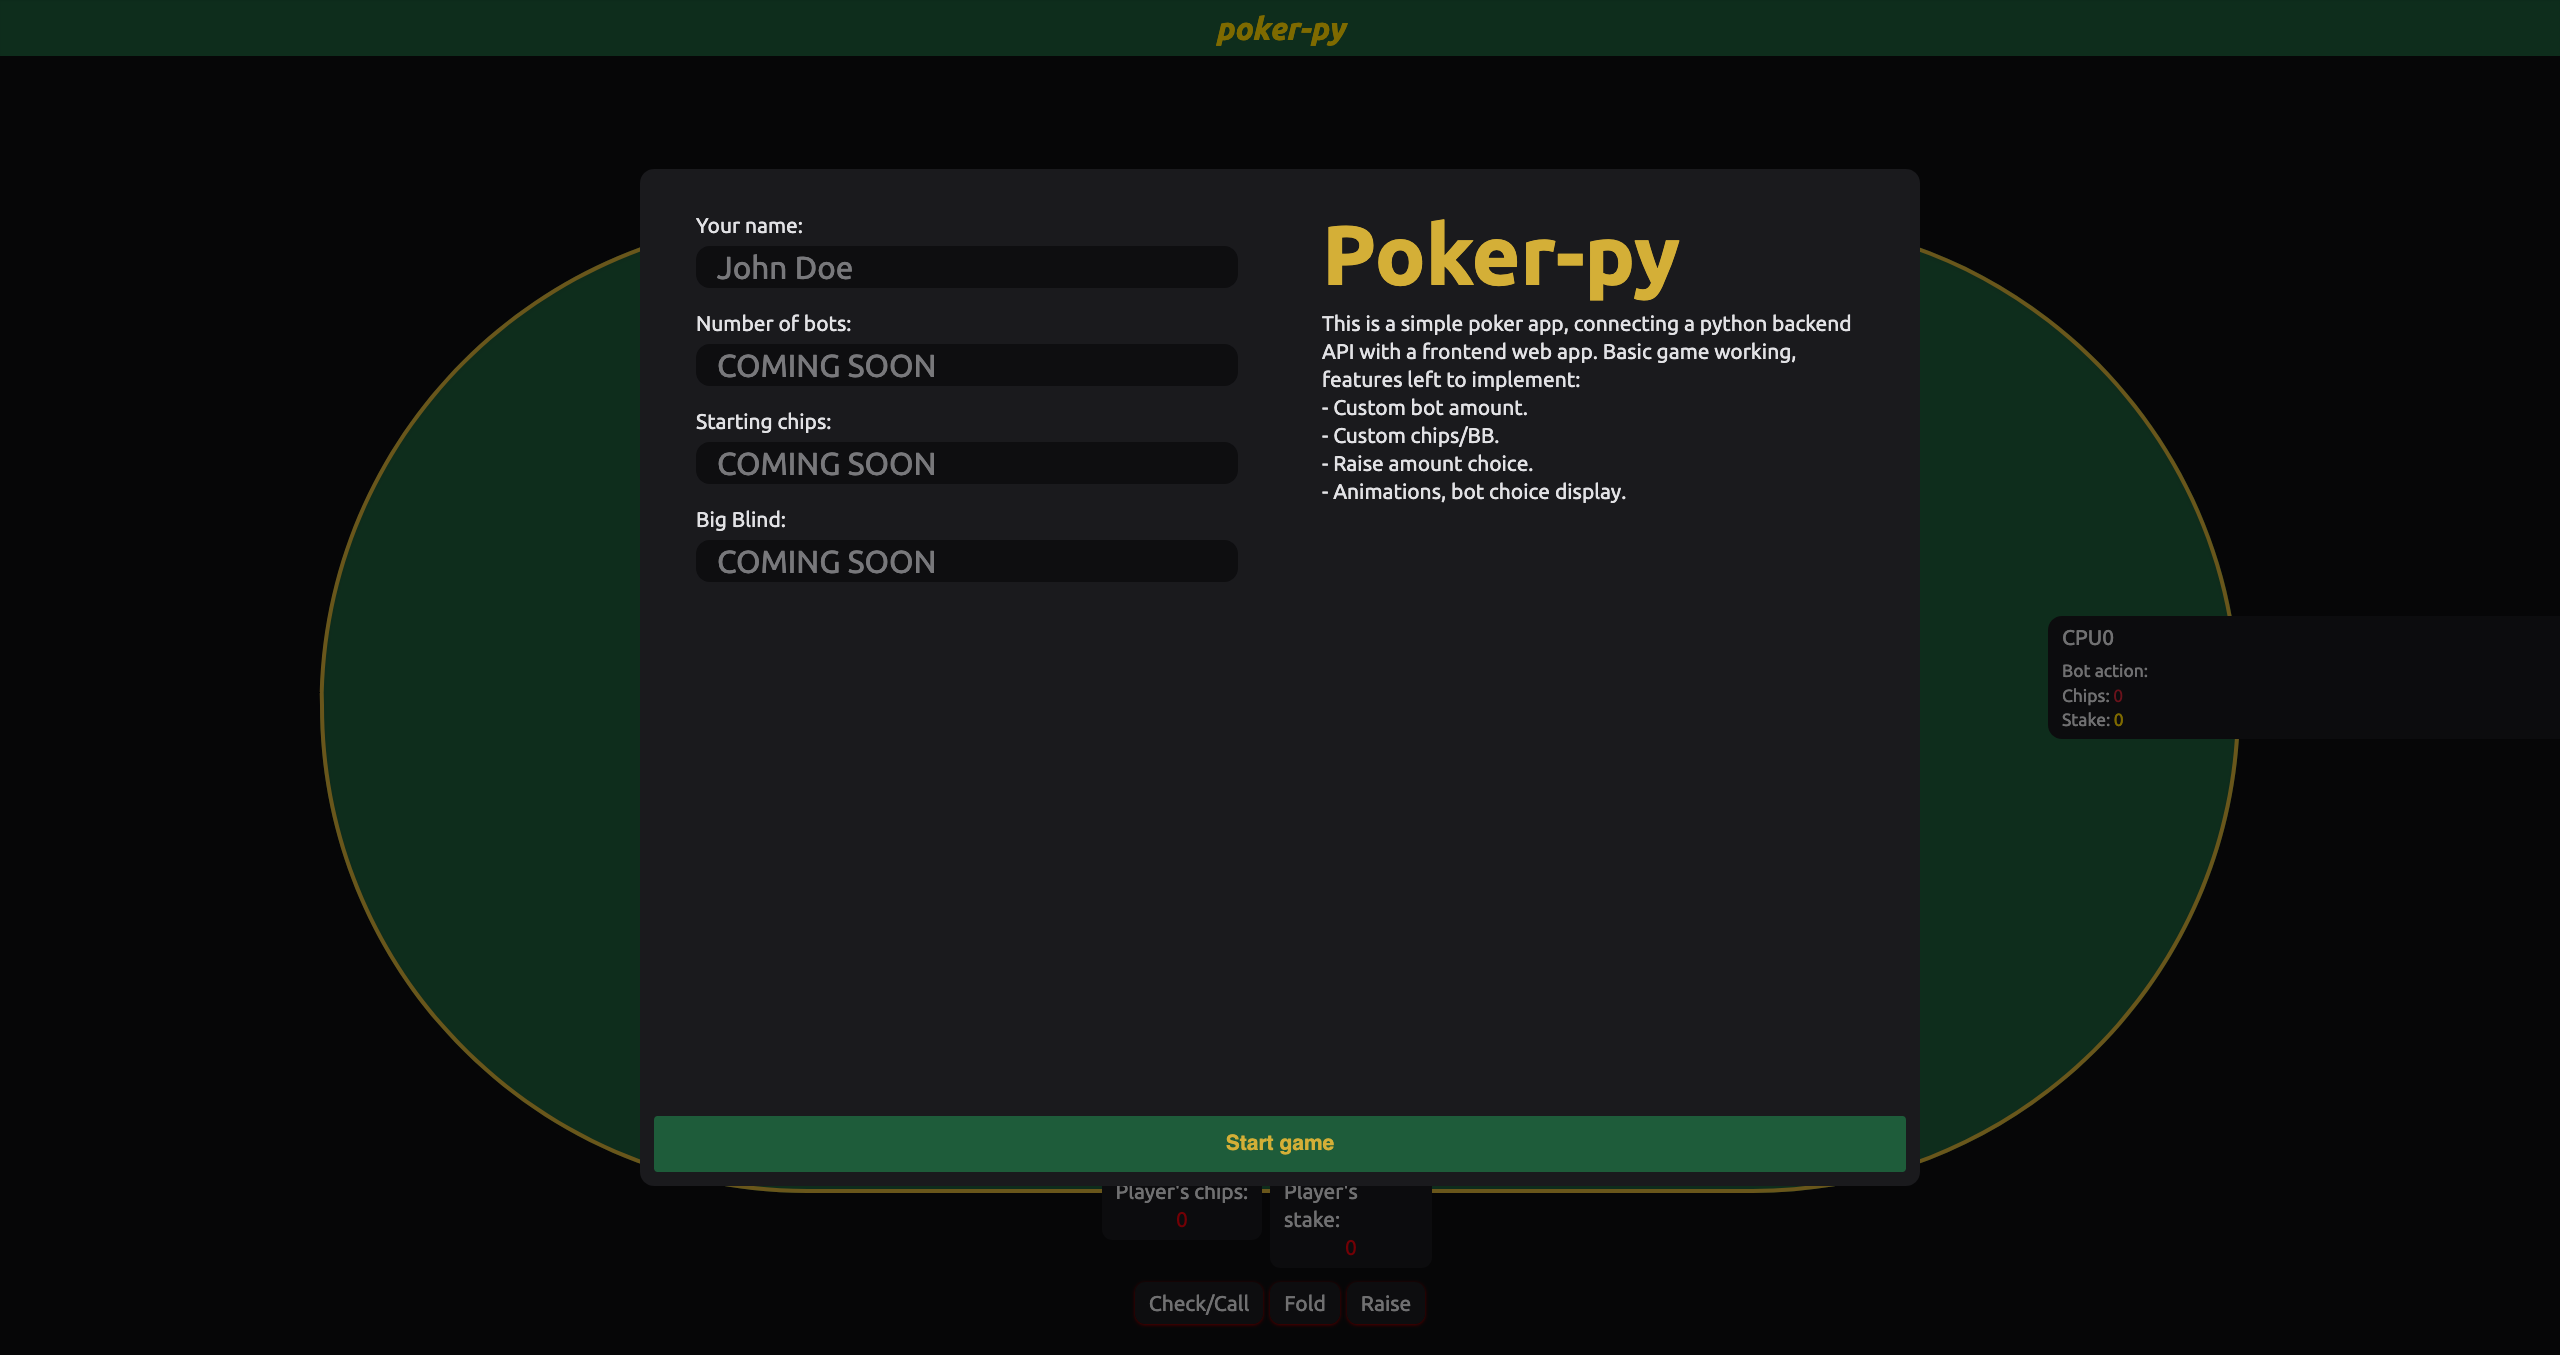 poker-py
Your name:
John Doe
Number of bots:
COMING SOON
Starting chips:
COMING SOON
Big Blind:
COMING SOON
Poker-py
This is a simple poker app, connecting a python backend
API with a frontend web app. Basic game working,
features left to implement:
- Custom bot amount.
- Custom chips/BB.
- Raise amount choice.
- Animations, bot choice display.
CPU0
Bot action:
Chips: 0
Stake: 0
Start game
Player's chips:
0
Player's
stake:
0
Check/Call
Fold
Raise